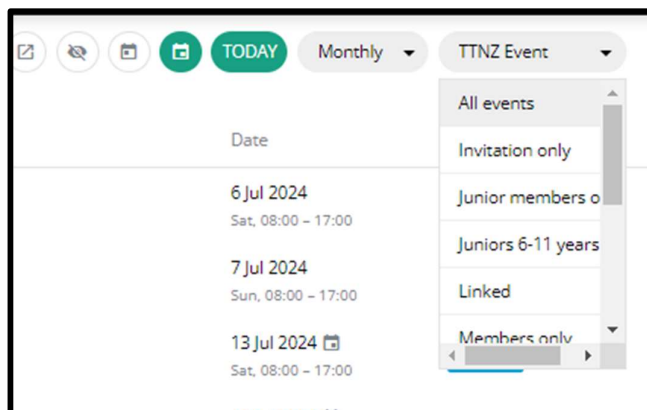 TODAY Monthly TTNZ Event
All events
Date
Invitation only
6 Jul 2024
Junior members o
Sat, 08:00 – 17:00
Juniors 6-11 years
7 Jul 2024
Sun, 08:00 – 17:00
Linked
13 Jul 2024
Members only
Sat, 08:00 – 17:00